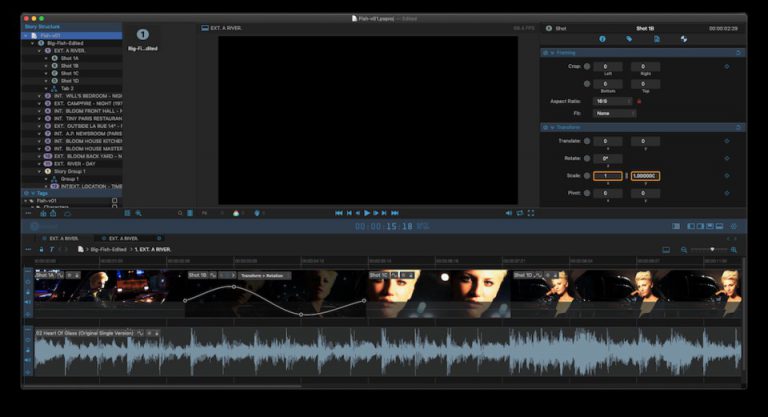 Fish-v01.psproj — Edited
Story Structure
Fish-v01
Big-Fish-Edited
1 EXT. A RIVER.
A Shot 1A
B Shot 1B
C Shot 1C
D Shot 1D
Tab 2
INT. WILL'S BEDROOM - NIG
EXT. CAMPFIRE - NIGHT (197
INT. BLOOM FRONT HALL - N
INT. TINY PARIS RESTAURAN
EXT. OUTSIDE LA RUE 14° -
INT. A.P. NEWSROOM (PARIS
INT. BLOOM HOUSE KITCHEN
INT. BLOOM HOUSE MASTER
EXT. BLOOM BACK YARD - N
EXT. RIVER - DAY
1 Story Group 1
Group 1
INT/EXT. LOCATION - TIME
Tags
Fish-v01
Characters
1
Big-Fi...dited
EXT. A RIVER.
Shot
Shot 1B
00:00:02:29
Framing
Crop: 0 0
Left Right
0 0
Bottom Top
Aspect Ratio: 16:9
Fit: None
Transform
Translate: 0 0
x y
Rotate: 0°
z
Scale: 1
x y
Pivot: 0 0
x y
00:00:15:18
EXT. A RIVER.
EXT. A RIVER.
Big-Fish-Edited > 1. EXT. A RIVER.
Shot 1A
Shot 1B
Transform > Rotation
Shot 1C
Shot 1D
02 Heart Of Glass (Original Single Version)